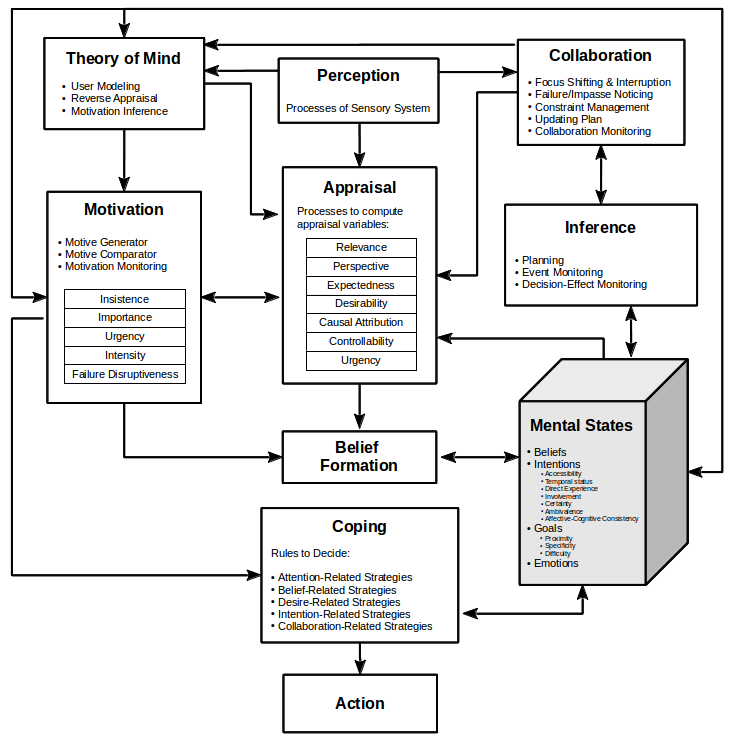 Theory of Mind
• User Modeling
• Reverse Appraisal
• Motivation Inference
Perception
Processes of Sensory System
Collaboration
• Focus Shifting & Interruption
• Failure/Impasse Noticing
• Constraint Management
• Updating Plan
• Collaboration Monitoring
Motivation
• Motive Generator
• Motive Comparator
• Motivation Monitoring
Insistence
Importance
Urgency
Intensity
Failure Disruptiveness
Appraisal
Processes to compute
appraisal variables:
Relevance
Perspective
Expectedness
Desirability
Causal Attribution
Controllability
Urgency
Inference
• Planning
• Event Monitoring
• Decision-Effect Monitoring
Belief
Formation
Mental States
• Beliefs
• Intentions
• Accessibility
• Temporal status
• Direct Experience
• Involvement
• Certainty
• Ambivalence
• Affective-Cognitive Consistency
• Goals
• Proximity
• Specificity
• Difficulty
• Emotions
Coping
Rules to Decide:
• Attention-Related Strategies
• Belief-Related Strategies
• Desire-Related Strategies
• Intention-Related Strategies
• Collaboration-Related Strategies
Action